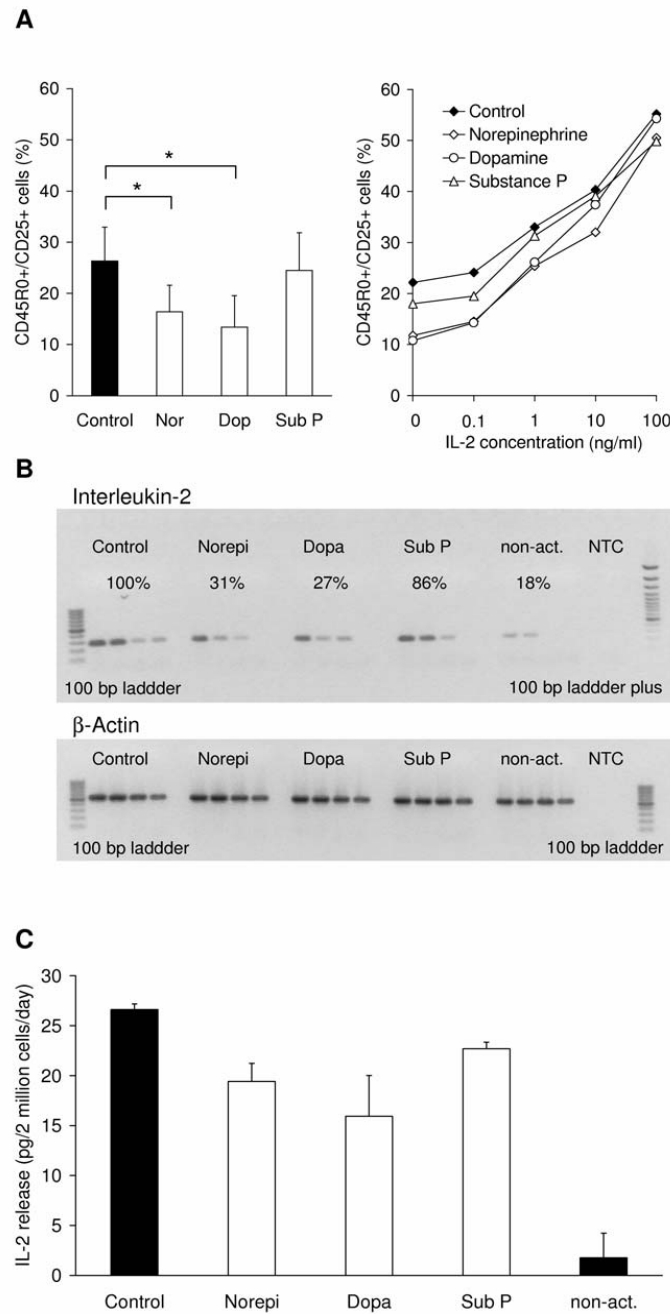 A
60
50
40
30
20
10
0
CD45R0+/CD25+ cells (%)
*
*
Control Nor Dop Sub P
60
50
40
30
20
10
0
CD45R0+/CD25+ cells (%)
Control
Norepinephrine
Dopamine
Substance P
0 0.1 1 10 100
IL-2 concentration (ng/ml)
B
Interleukin-2
Control Norepi Dopa Sub P non-act. NTC
100% 31% 27% 86% 18%
100 bp laddder 100 bp laddder plus
β-Actin
Control Norepi Dopa Sub P non-act. NTC
100 bp laddder 100 bp laddder
C
30
25
20
15
10
5
0
IL-2 release (pg/2 million cells/day)
Control Norepi Dopa Sub P non-act.